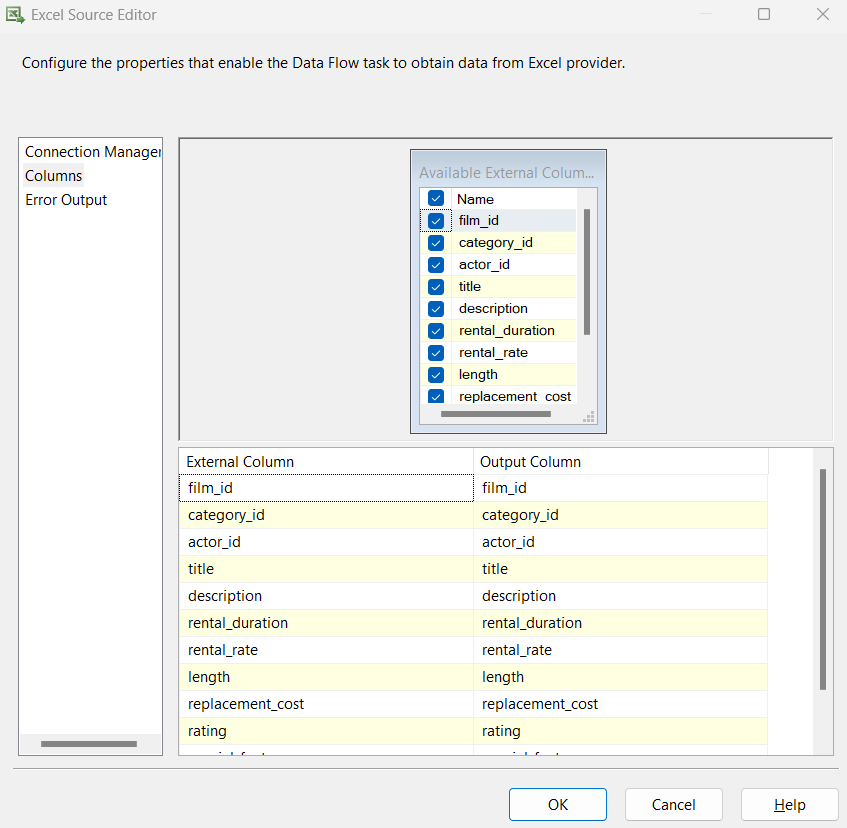 Excel Source Editor
Configure the properties that enable the Data Flow task to obtain data from Excel provider.
Connection Manager
Columns
Error Output
Available External Colum...
Name
film_id
category_id
actor_id
title
description
rental_duration
rental_rate
length
replacement_cost
External Column Output Column
film_id film_id
category_id category_id
actor_id actor_id
title title
description description
rental_duration rental_duration
rental_rate rental_rate
length length
replacement_cost replacement_cost
rating rating
OK Cancel Help